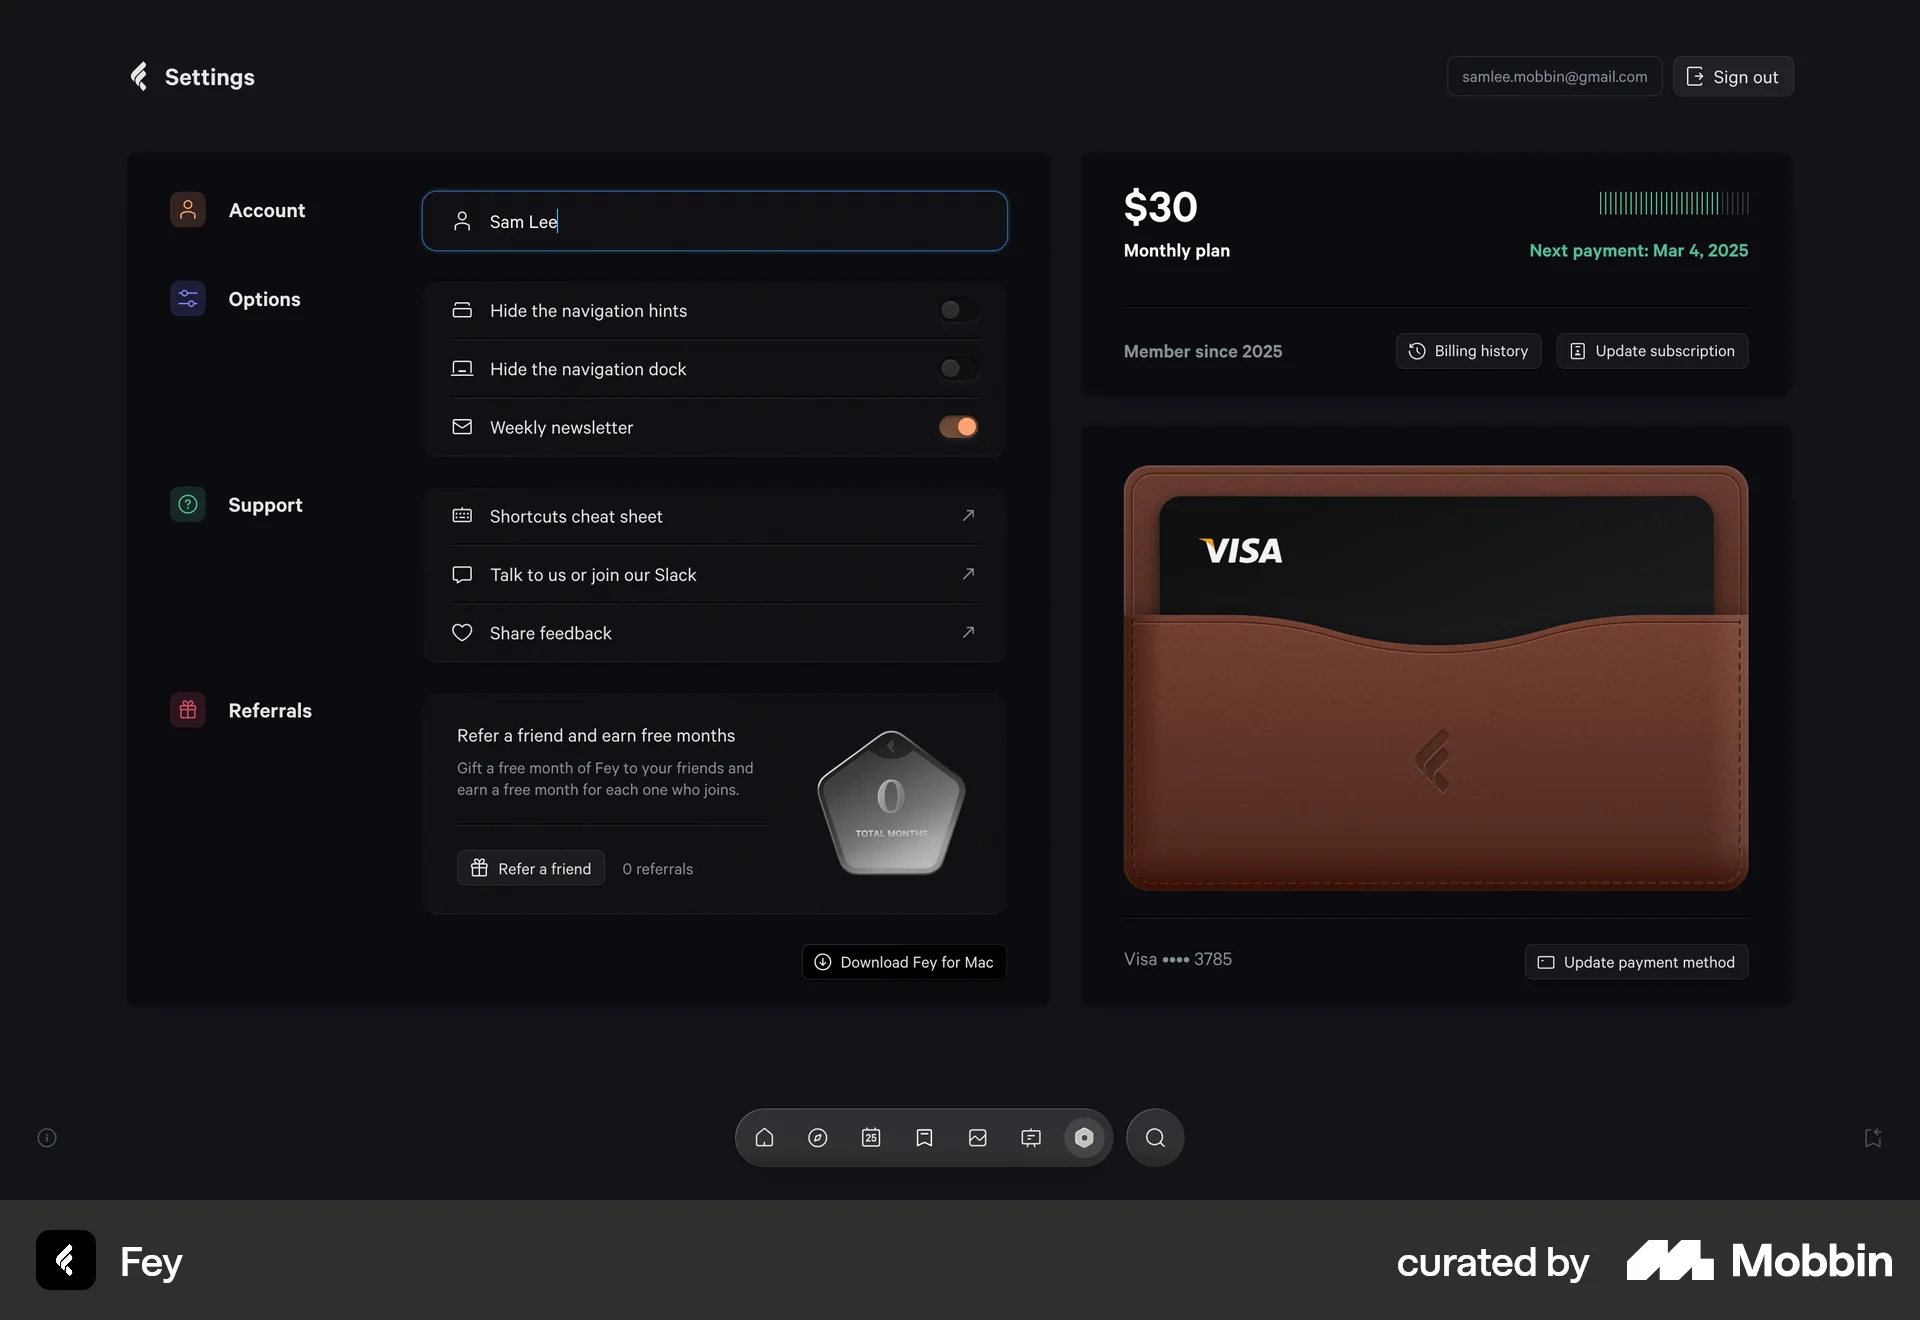 Settings
samlee.mobbin@gmail.com
Sign out
Account
Sam Lee
Options
Hide the navigation hints
Hide the navigation dock
Weekly newsletter
Support
Shortcuts cheat sheet
Talk to us or join our Slack
Share feedback
Referrals
Refer a friend and earn free months
Gift a free month of Fey to your friends and
earn a free month for each one who joins.
Refer a friend
0 referrals
0
TOTAL MONTHS
Download Fey for Mac
$30
Monthly plan
Next payment: Mar 4, 2025
Member since 2025
Billing history
Update subscription
VISA
Visa •••• 3785
Update payment method
25
Fey
curated by
Mobbin